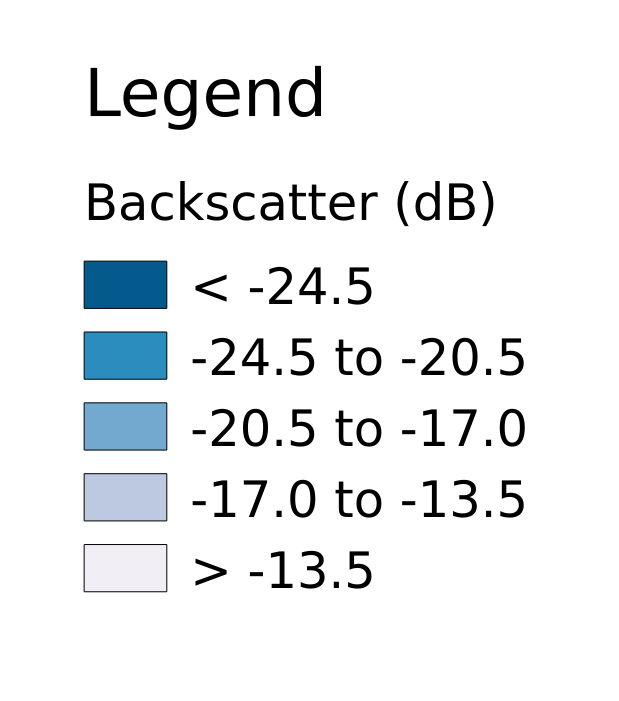 Legend
Backscatter (dB)
< -24.5
-24.5 to -20.5
-20.5 to -17.0
-17.0 to -13.5
> -13.5